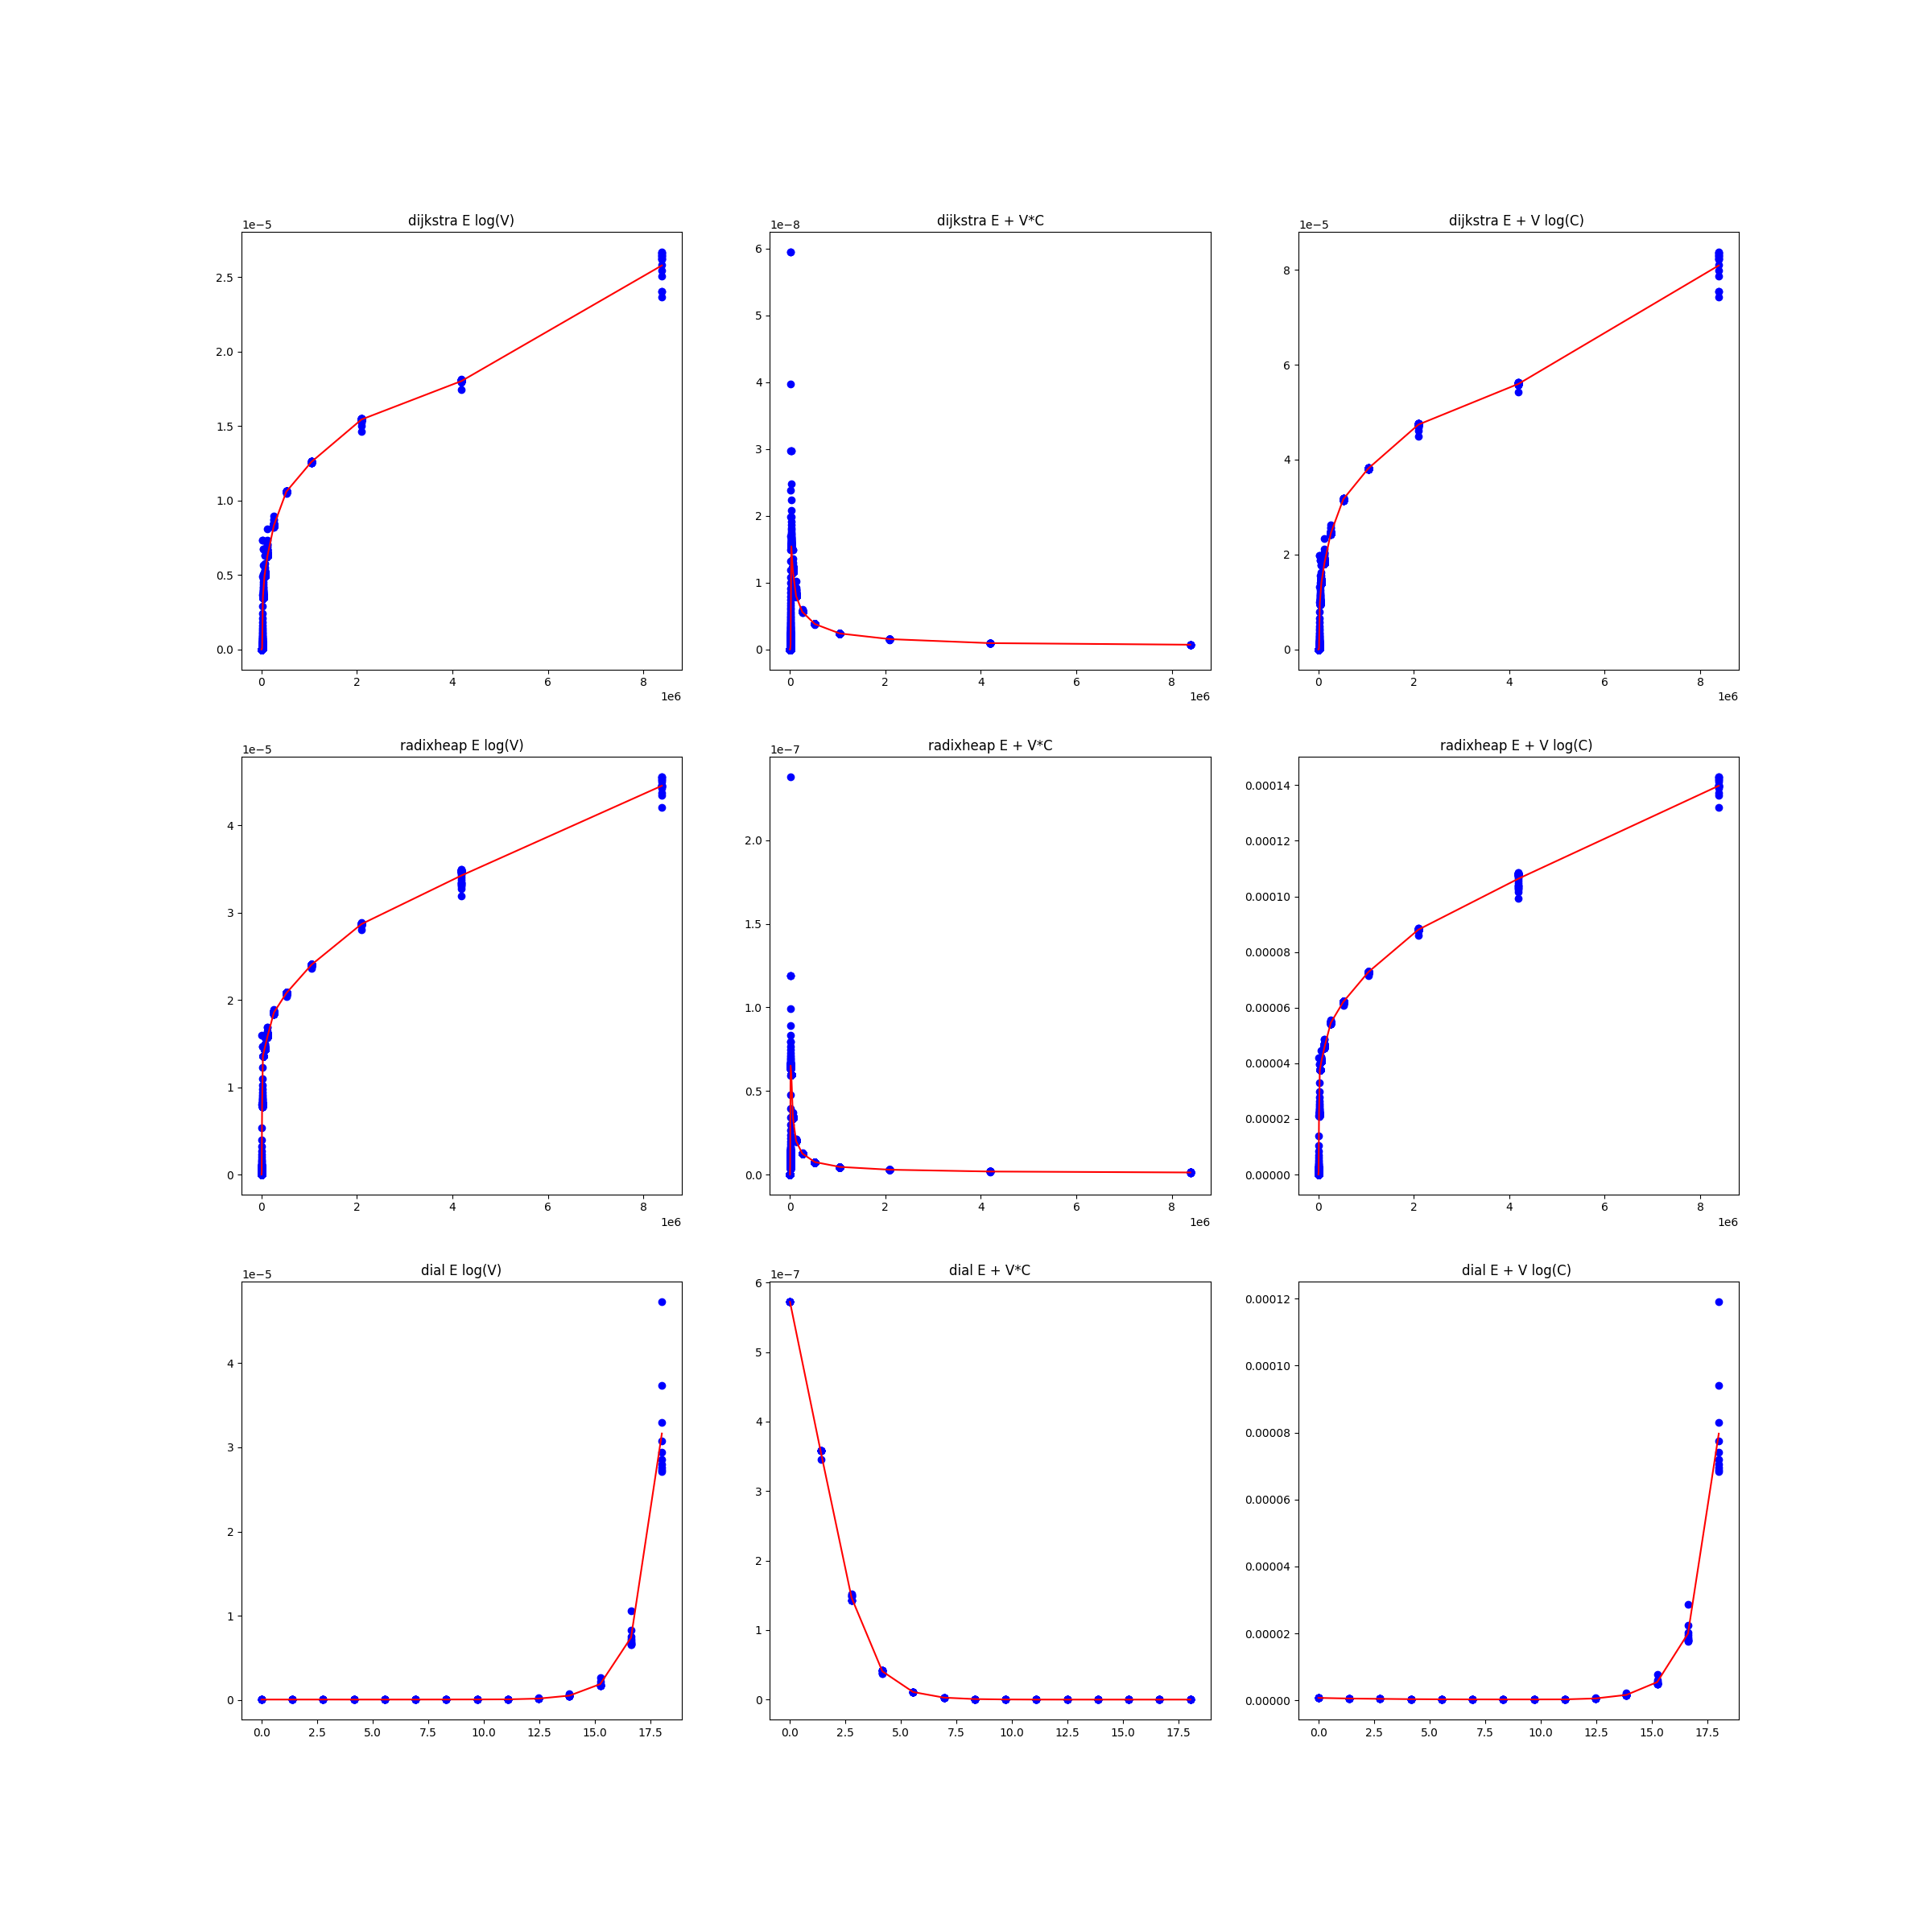 dijkstra E log(V)
1e−5
2.5
2.0
1.5
1.0
0.5
0.0
0 2 4 6 8
1e6
dijkstra E + V*C
1e−8
6
5
4
3
2
1
0
0 2 4 6 8
1e6
dijkstra E + V log(C)
1e−5
8
6
4
2
0
0 2 4 6 8
1e6
radixheap E log(V)
1e−5
4
3
2
1
0
0 2 4 6 8
1e6
radixheap E + V*C
1e−7
2.0
1.5
1.0
0.5
0.0
0 2 4 6 8
1e6
radixheap E + V log(C)
0.00014
0.00012
0.00010
0.00008
0.00006
0.00004
0.00002
0.00000
0 2 4 6 8
1e6
dial E log(V)
1e−5
4
3
2
1
0
0.0 2.5 5.0 7.5 10.0 12.5 15.0 17.5
dial E + V*C
1e−7
6
5
4
3
2
1
0
0.0 2.5 5.0 7.5 10.0 12.5 15.0 17.5
dial E + V log(C)
0.00012
0.00010
0.00008
0.00006
0.00004
0.00002
0.00000
0.0 2.5 5.0 7.5 10.0 12.5 15.0 17.5